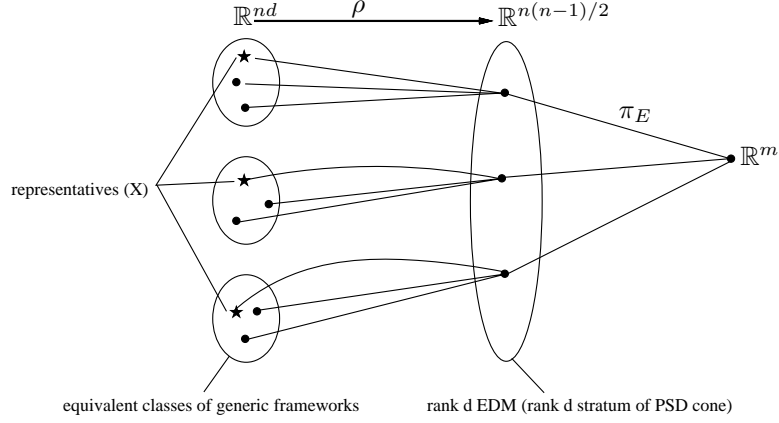 ℝ^{nd} ρ ℝ^{n(n−1)/2}
π_E
ℝ^m
representatives (X)
equivalent classes of generic frameworks
rank d EDM (rank d stratum of PSD cone)